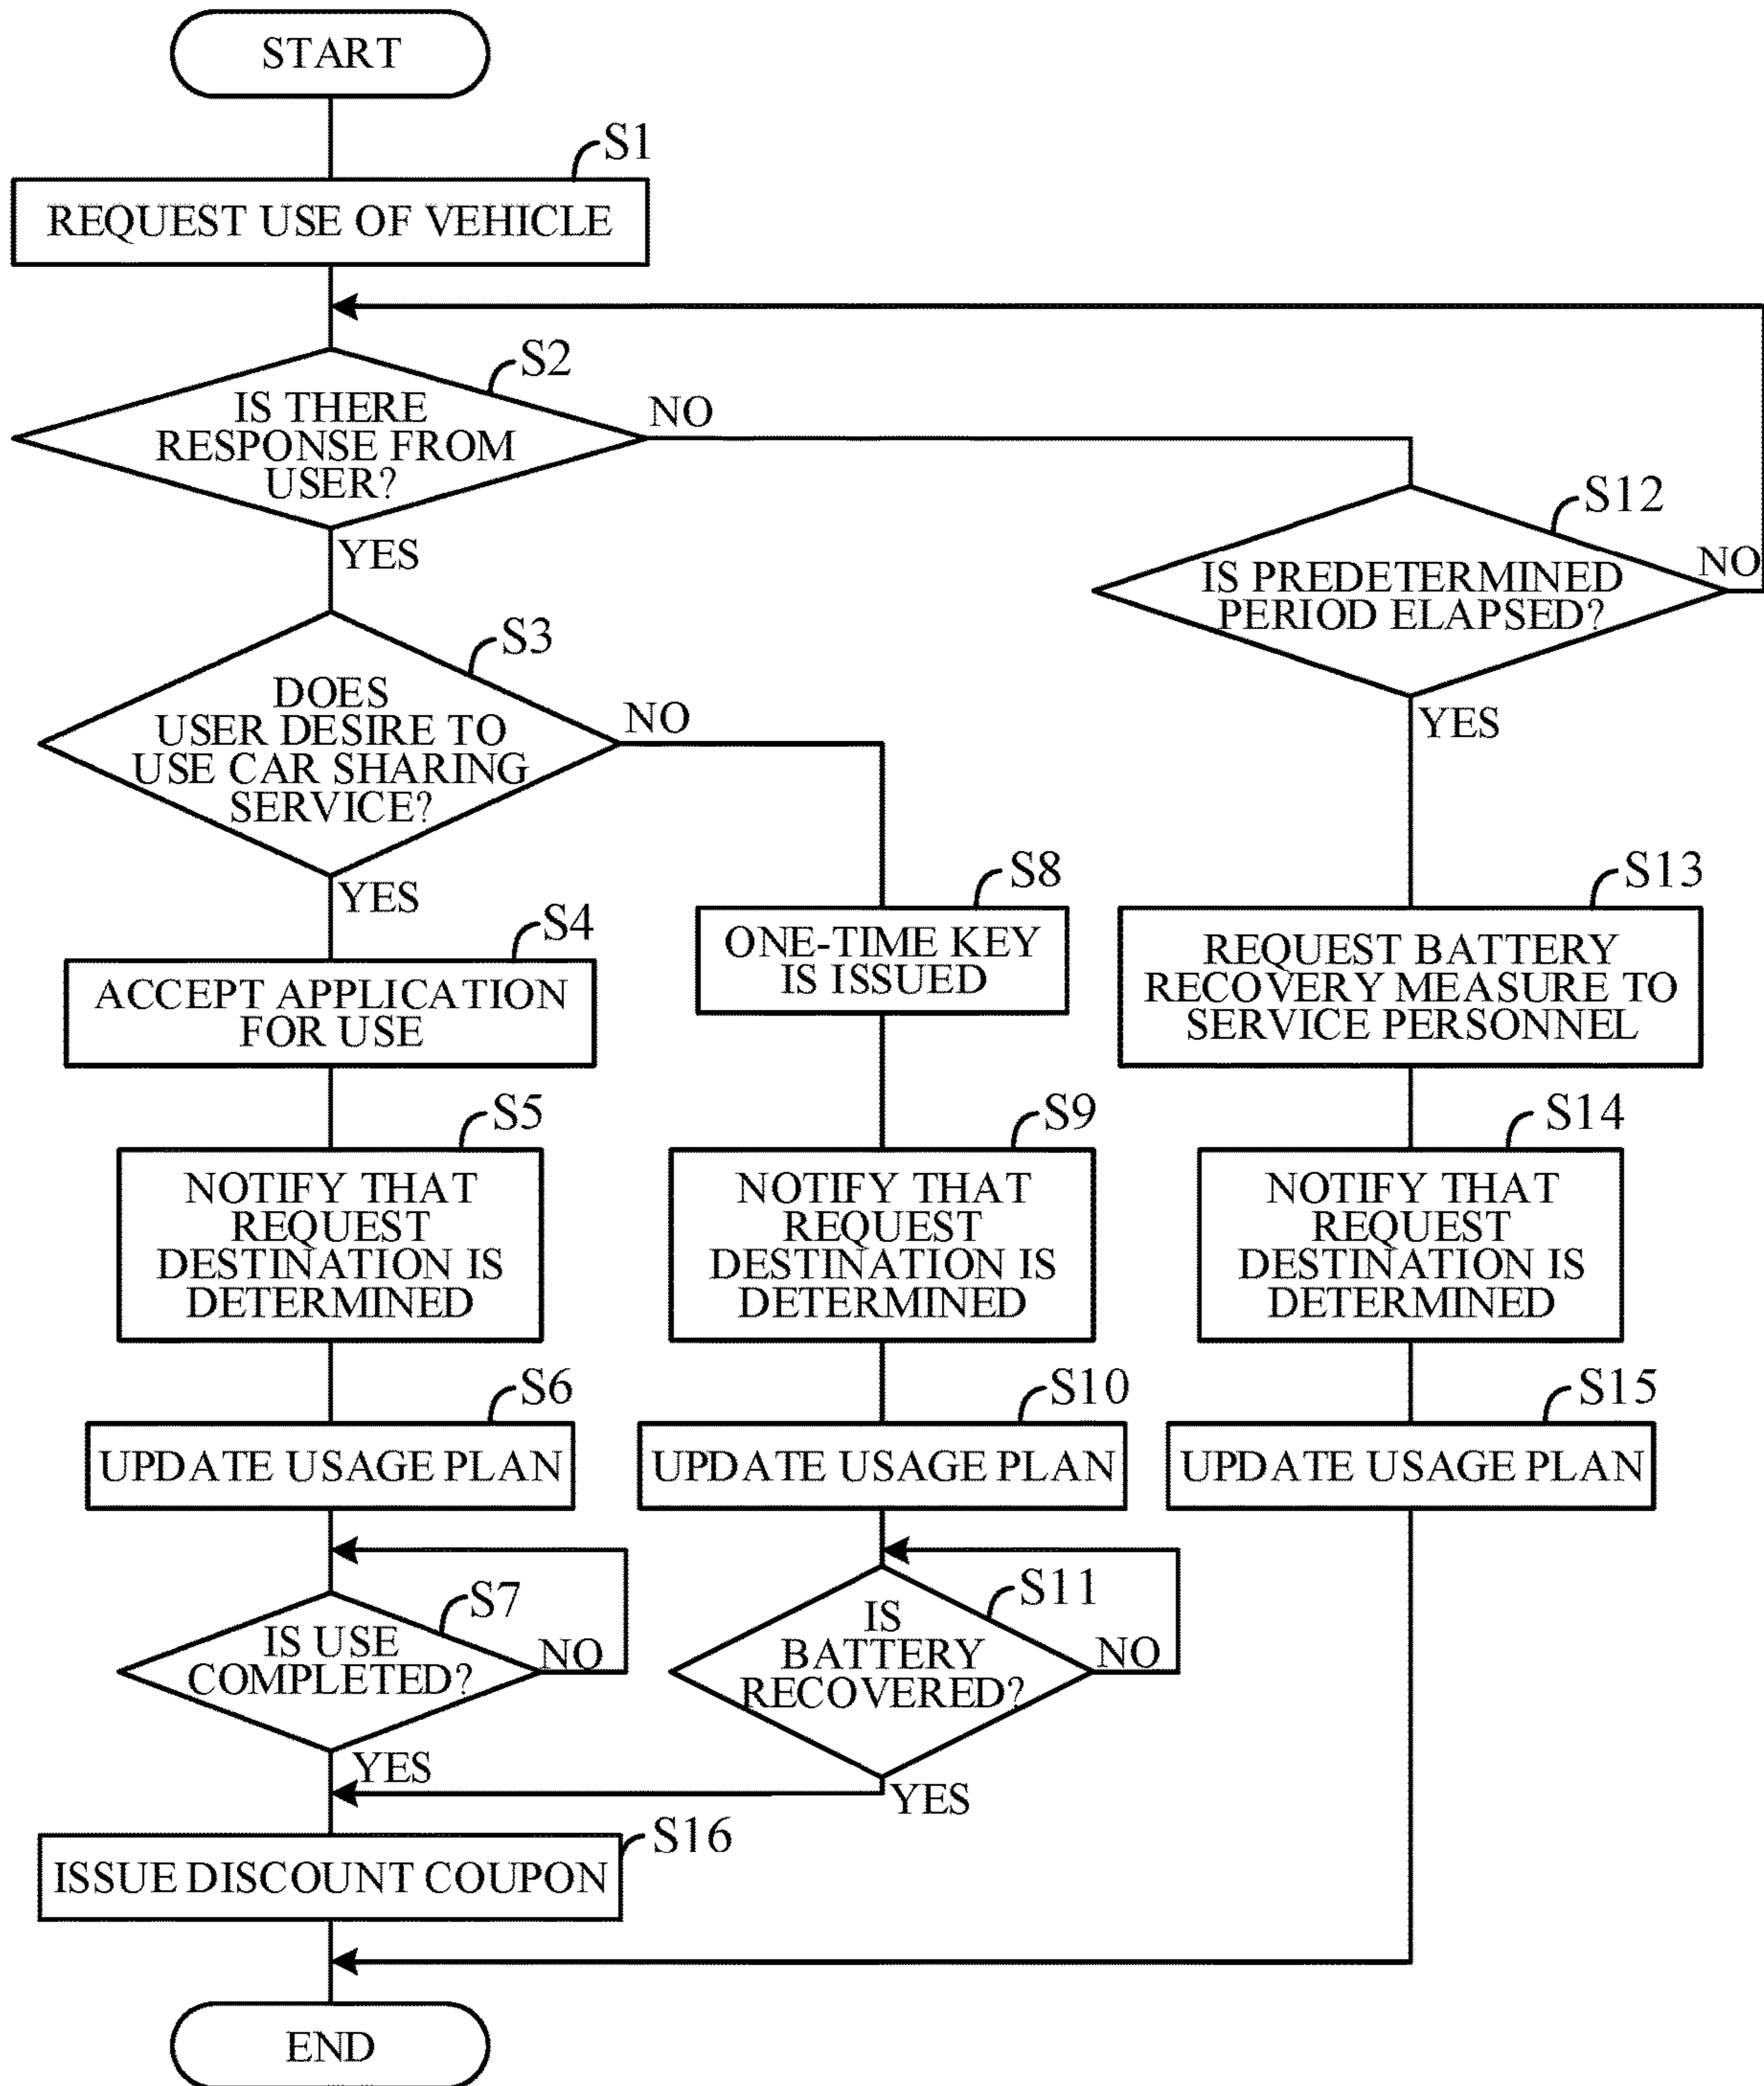 START
S1
REQUEST USE OF VEHICLE
S2
IS THERE
RESPONSE FROM
USER?
NO
YES
S12
IS PREDETERMINED
PERIOD ELAPSED?
NO
YES
S3
DOES
USER DESIRE TO
USE CAR SHARING
SERVICE?
NO
YES
S4
ACCEPT APPLICATION
FOR USE
S8
ONE-TIME KEY
IS ISSUED
S13
REQUEST BATTERY
RECOVERY MEASURE TO
SERVICE PERSONNEL
S5
NOTIFY THAT
REQUEST
DESTINATION IS
DETERMINED
S9
NOTIFY THAT
REQUEST
DESTINATION IS
DETERMINED
S14
NOTIFY THAT
REQUEST
DESTINATION IS
DETERMINED
S6
UPDATE USAGE PLAN
S10
UPDATE USAGE PLAN
S15
UPDATE USAGE PLAN
S7
IS USE
COMPLETED?
NO
YES
S11
IS
BATTERY
RECOVERED?
NO
YES
S16
ISSUE DISCOUNT COUPON
END